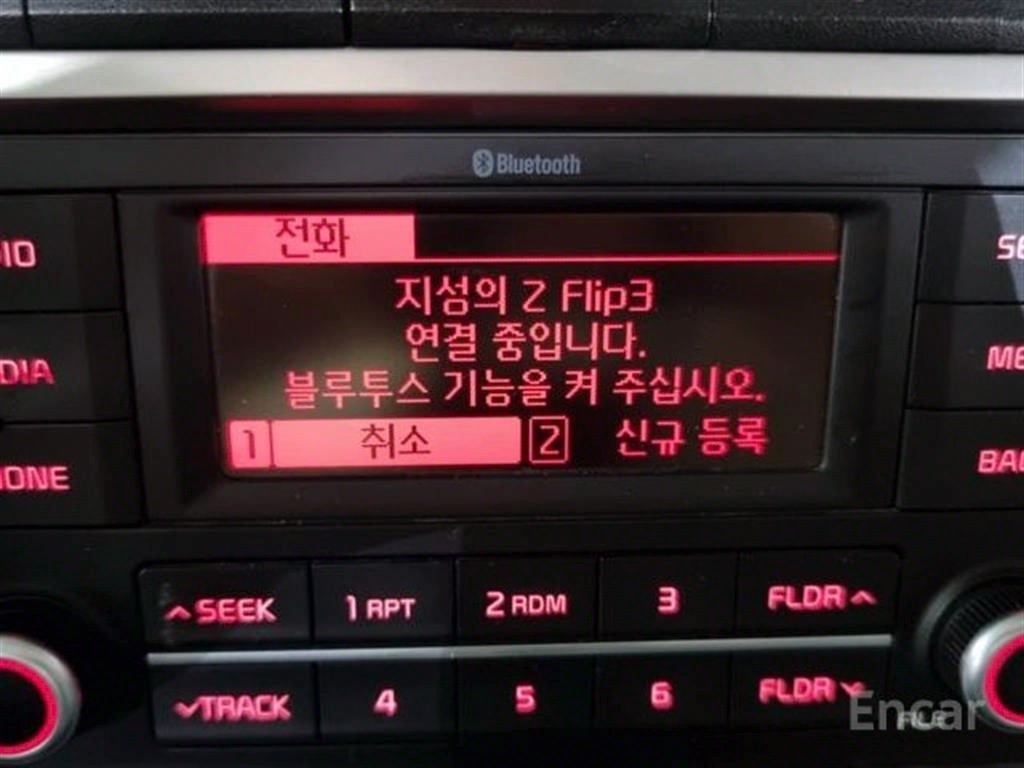 Bluetooth
전화
지성의 Z Flip3
연결 중입니다.
블루투스 기능을 켜 주십시오.
1 취소 2 신규 등록
SEEK 1 RPT 2 RDM 3 FLDR
TRACK 4 5 6 FLDR
FILE
Encar